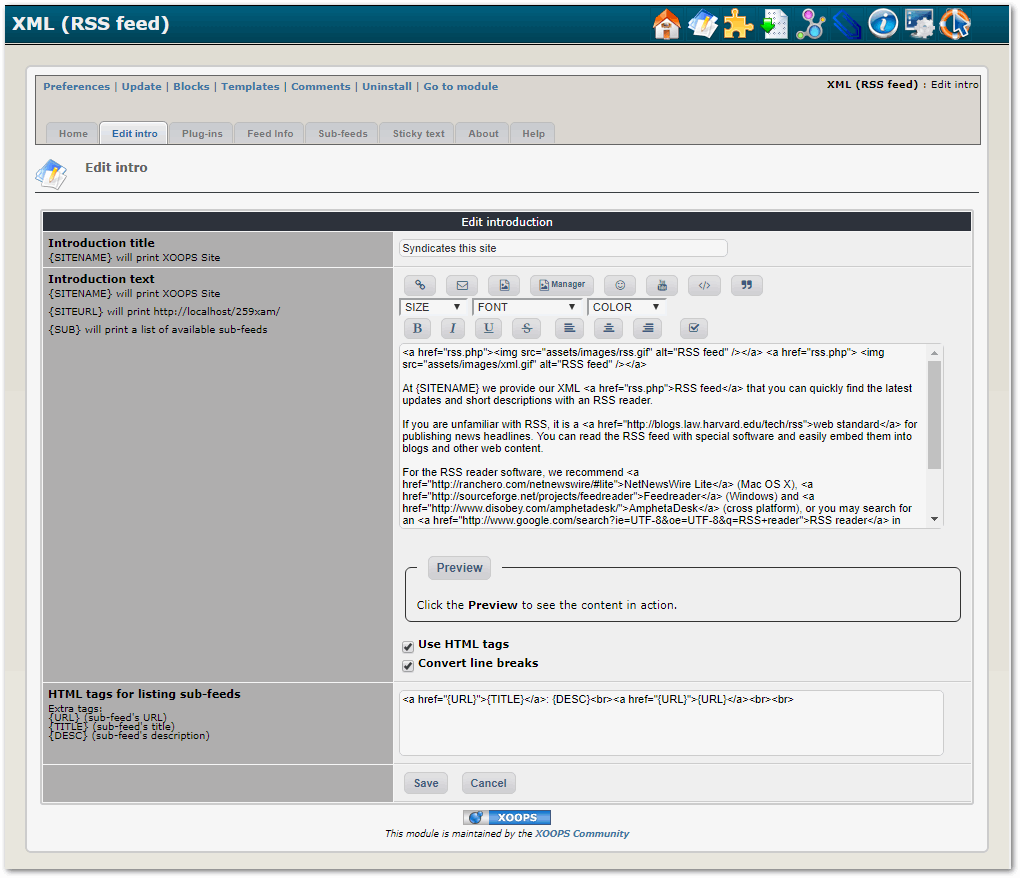 XML (RSS feed)
Preferences | Update | Blocks | Templates | Comments | Uninstall | Go to module
XML (RSS feed) : Edit intro
Home
Edit intro
Plug-ins
Feed Info
Sub-feeds
Sticky text
About
Help
Edit intro
Edit introduction
Introduction title
{SITENAME} will print XOOPS Site
Syndicates this site
Introduction text
{SITENAME} will print XOOPS Site
{SITEURL} will print http://localhost/259xam/
{SUB} will print a list of available sub-feeds
Manager
SIZE
FONT
COLOR
B
I
U
S
<a href="rss.php"><img src="assets/images/rss.gif" alt="RSS feed" /></a> <a href="rss.php"> <img
src="assets/images/xml.gif" alt="RSS feed" /></a>
At {SITENAME} we provide our XML <a href="rss.php">RSS feed</a> that you can quickly find the latest
updates and short descriptions with an RSS reader.
If you are unfamiliar with RSS, it is a <a href="http://blogs.law.harvard.edu/tech/rss">web standard</a> for
publishing news headlines. You can read the RSS feed with special software and easily embed them into
blogs and other web content.
For the RSS reader software, we recommend <a
href="http://ranchero.com/netnewswire/#lite">NetNewsWire Lite</a> (Mac OS X), <a
href="http://sourceforge.net/projects/feedreader">Feedreader</a> (Windows) and <a
href="http://www.disobey.com/amphetadesk/">AmphetaDesk</a> (cross platform), or you may search for
an <a href="http://www.google.com/search?ie=UTF-8&oe=UTF-8&q=RSS+reader">RSS reader</a> in
Preview
Click the Preview to see the content in action.
Use HTML tags
Convert line breaks
HTML tags for listing sub-feeds
Extra tags:
{URL} (sub-feed's URL)
{TITLE} (sub-feed's title)
{DESC} (sub-feed's description)
<a href="{URL}">{TITLE}</a>: {DESC}<br><a href="{URL}">{URL}</a><br><br>
Save
Cancel
XOOPS
This module is maintained by the XOOPS Community